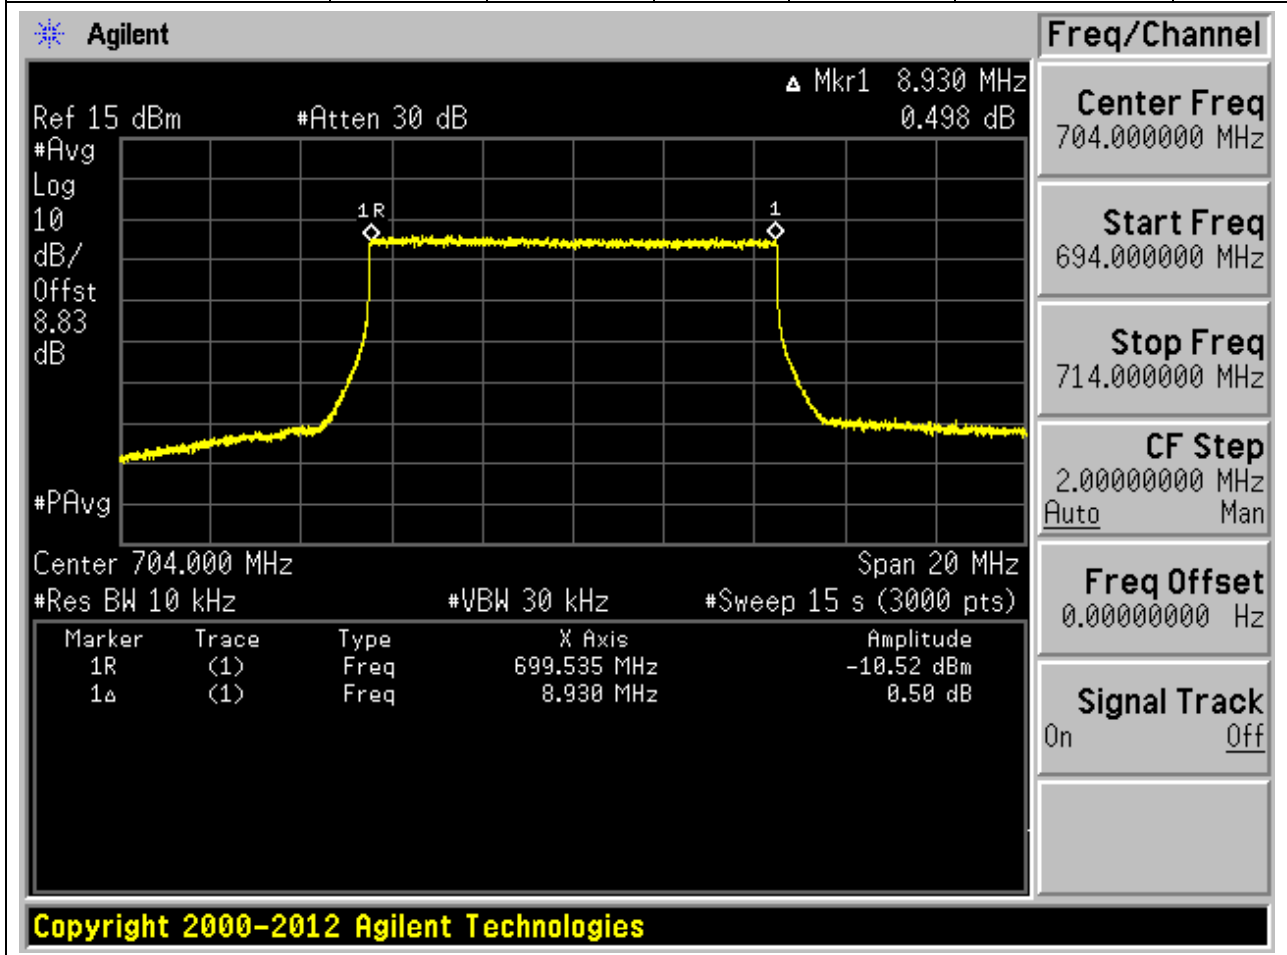 Agilent
Δ Mkr1 8.930 MHz
Ref 15 dBm #Atten 30 dB 0.498 dB
#Avg
Log
10
dB/
Offst
8.83
dB
1R
1
#PAvg
Center 704.000 MHz Span 20 MHz
#Res BW 10 kHz #VBW 30 kHz #Sweep 15 s (3000 pts)
Marker Trace Type X Axis Amplitude
1R (1) Freq 699.535 MHz -10.52 dBm
1Δ (1) Freq 8.930 MHz 0.50 dB
Freq/Channel
Center Freq
704.000000 MHz
Start Freq
694.000000 MHz
Stop Freq
714.000000 MHz
CF Step
2.00000000 MHz
Auto Man
Freq Offset
0.00000000 Hz
Signal Track
On Off
Copyright 2000-2012 Agilent Technologies